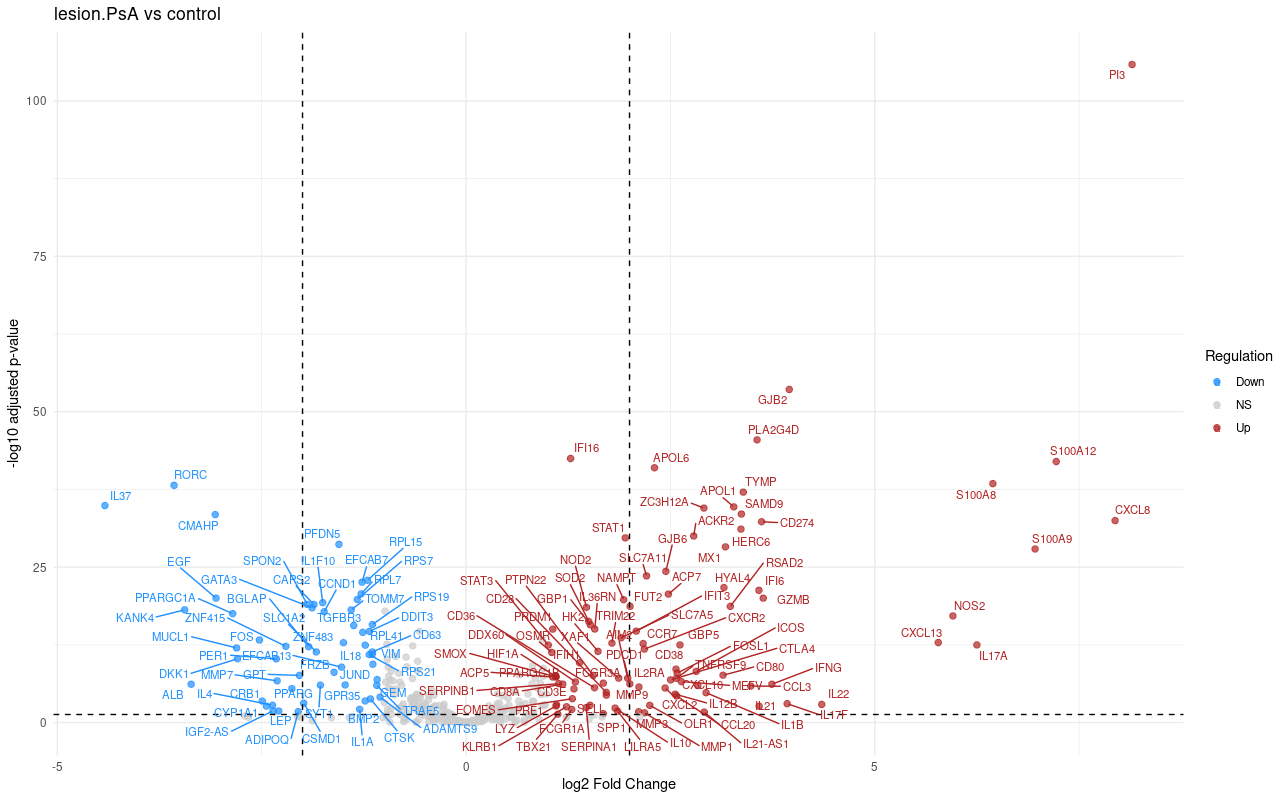 lesion.PsA vs control
PI3
100
75
Regulation
Down
NS
Up
50
25
0
-log10 adjusted p-value
GJB2
PLA2G4D
IFI16
APOL6
S100A12
RORC
IL37
CMAHP
TYMP
APOL1
ZC3H12A
SAMD9
S100A8
CXCL8
STAT1
ACKR2
CD274
PFDN5
GJB6
HERC6
S100A9
RPL15
EGF
SPON2
IL1F10
EFCAB7
RPS7
NOD2
SLC7A11
MX1
RSAD2
GATA3
CAPS2
CCND1
RPL7
STAT3
PTPN22
SOD2
NAMPT
ACP7
HYAL4
IFI6
PPARGC1A
BGLAP
TOMM7
RPS19
CD28
GBP1
IL36RN
FUT2
IFIT3
GZMB
KANK4
ZNF415
SLC1A2
TGFBR3
DDIT3
CD36
PRDM1
HK2
TRIM22
SLC7A5
CXCR2
NOS2
MUCL1
FOS
ZNF483
RPL41
CD63
DDX60
OSMR
XAF1
AIM2
CCR7
GBP5
ICOS
CXCL13
PER1
EFCAB13
FRZB
IL18
VIM
SMOX
HIF1A
IFIH1
PDCD1
CD38
FOSL1
CTLA4
IL17A
DKK1
MMP7
GPT
JUND
RPS21
ACP5
PPARGC1B
FCGR3A
IL2RA
TNFRSF9
CD80
IFNG
ALB
IL4
CRB1
PPARG
GPR35
GEM
SERPINB1
CD8A
CD3E
MMP9
CXCL10
MEFV
CCL3
IL22
CYP1A1
LEP
SYT1
TRAF5
EOMES
PRF1
SELL
CXCL2
IL12B
IL21
IL17F
IGF2-AS
ADIPOQ
CSMD1
BMP2
IL1A
CTSK
ADAMTS9
LYZ
FCGR1A
SPP1
MMP3
OLR1
CCL20
IL1B
KLRB1
TBX21
SERPINA1
LILRA5
IL10
MMP1
IL21-AS1
-5
0
5
log2 Fold Change